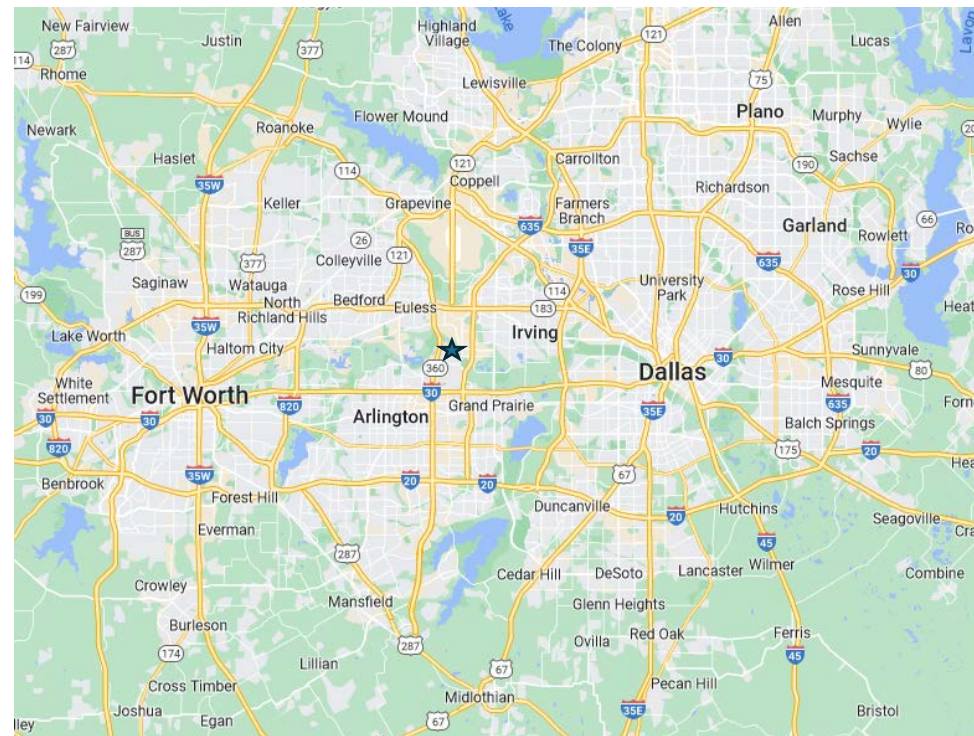 New Fairview
Justin
Highland
Village
The Colony
Allen
Lucas
287
377
121
114
Rhome
Lewisville
75
Plano
Newark
Roanoke
Flower Mound
Murphy
Wylie
Haslet
114
121
Carrollton
Sachse
35W
Coppell
190
Richardson
Keller
Grapevine
Farmers
Branch
635
Garland
66
BUS
287
26
35E
Rowlett
377
Colleyville
121
635
30
Saginaw
Watauga
University
Park
199
North
Richland Hills
Bedford
Euless
114
Rose Hill
183
Lake Worth
35W
Irving
Haltom City
Sunnyvale
360
Dallas
30
80
White
Settlement
Fort Worth
30
Mesquite
820
Arlington
Grand Prairie
35E
635
30
30
Balch Springs
820
175
20
Benbrook
35W
20
20
67
Forest Hill
Duncanville
Hutchins
20
Seagoville
Everman
45
287
Cedar Hill
DeSoto
Lancaster
Wilmer
Combine
Crowley
Mansfield
Glenn Heights
Burleson
Ovilla
Red Oak
Ferris
174
287
45
Lillian
67
Cross Timber
Midlothian
Pecan Hill
Joshua
Egan
67
35E
Bristol